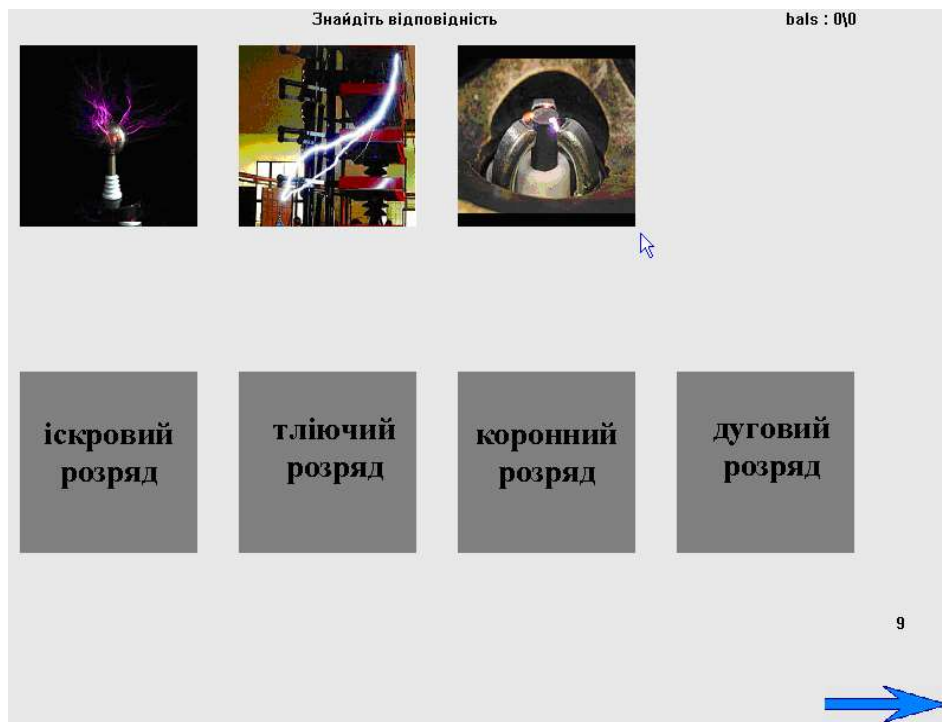 Знайдіть відповідність
bals : 0\0
іскровий
розряд
тліючий
розряд
коронний
розряд
дуговий
розряд
9